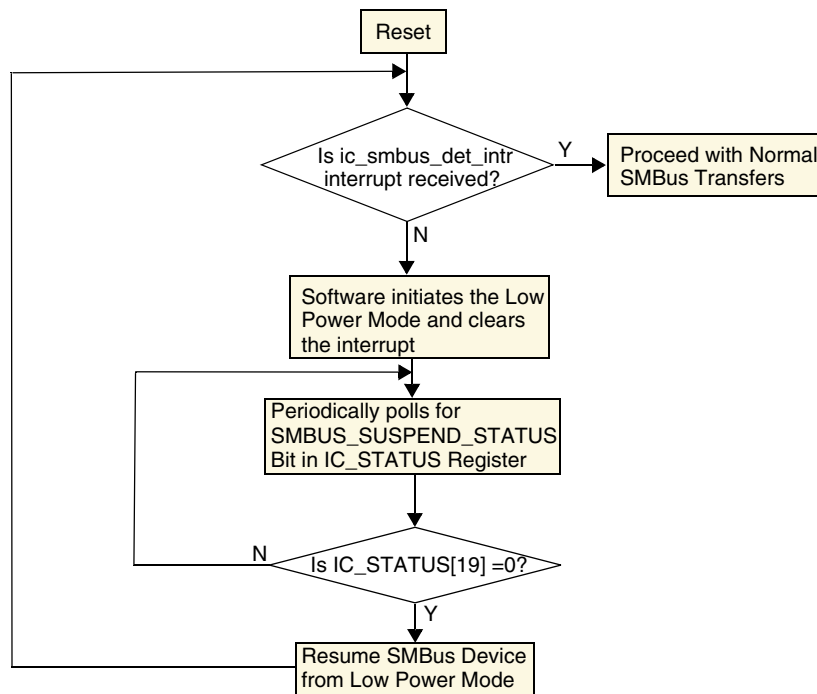 Reset
Is ic_smbus_det_intr
interrupt received?
Y
Proceed with Normal
SMBus Transfers
N
Software initiates the Low
Power Mode and clears
the interrupt
Periodically polls for
SMBUS_SUSPEND_STATUS
Bit in IC_STATUS Register
N
Is IC_STATUS[19] =0?
Y
Resume SMBus Device
from Low Power Mode